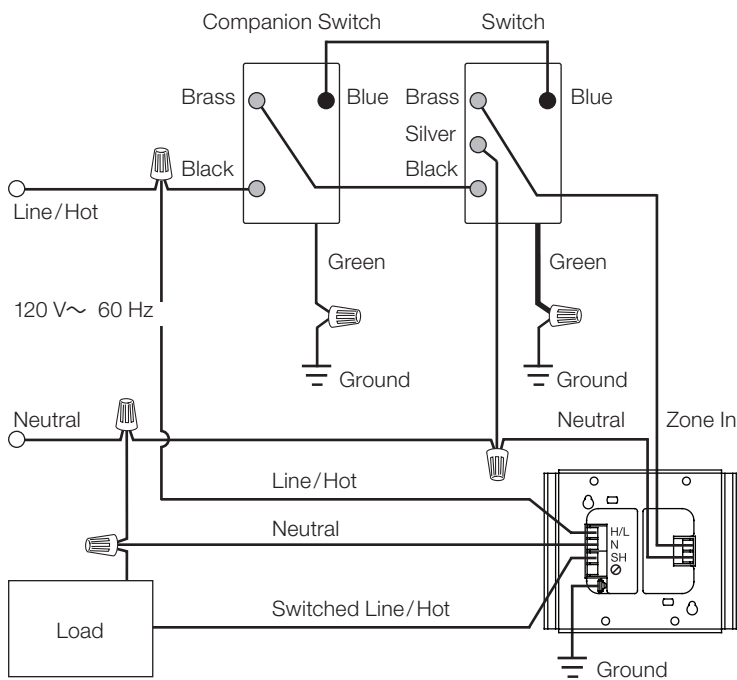 Companion Switch
Switch
Brass
Blue
Brass
Blue
Silver
Black
Black
Line/Hot
Green
Green
120 V~ 60 Hz
Ground
Ground
Neutral
Neutral
Zone In
Line/Hot
H/L
Neutral
N
SH
Switched Line/Hot
Load
Ground